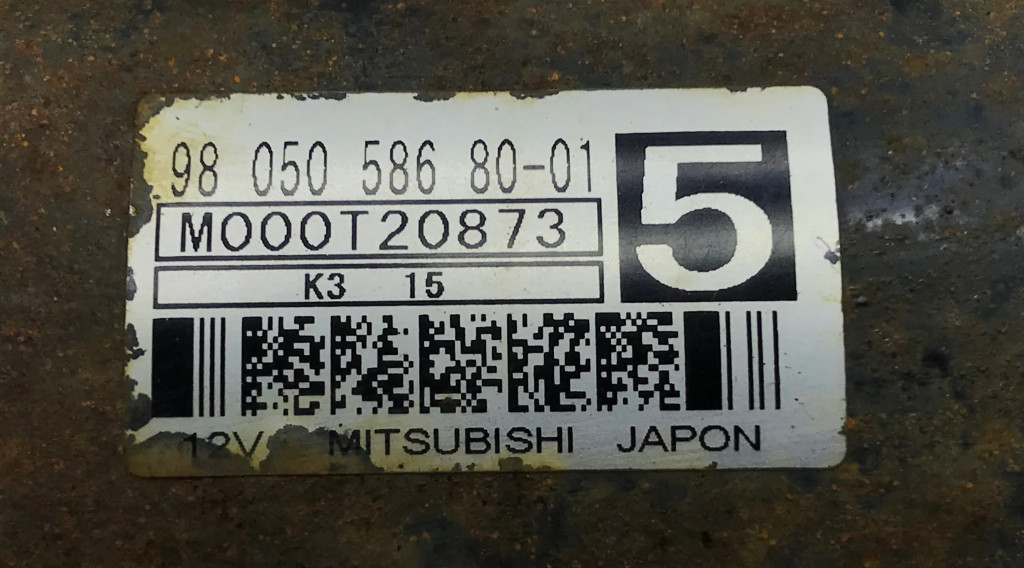 98 050 586 80-01
5
M000T20873
K3 15
12V MITSUBISHI JAPON